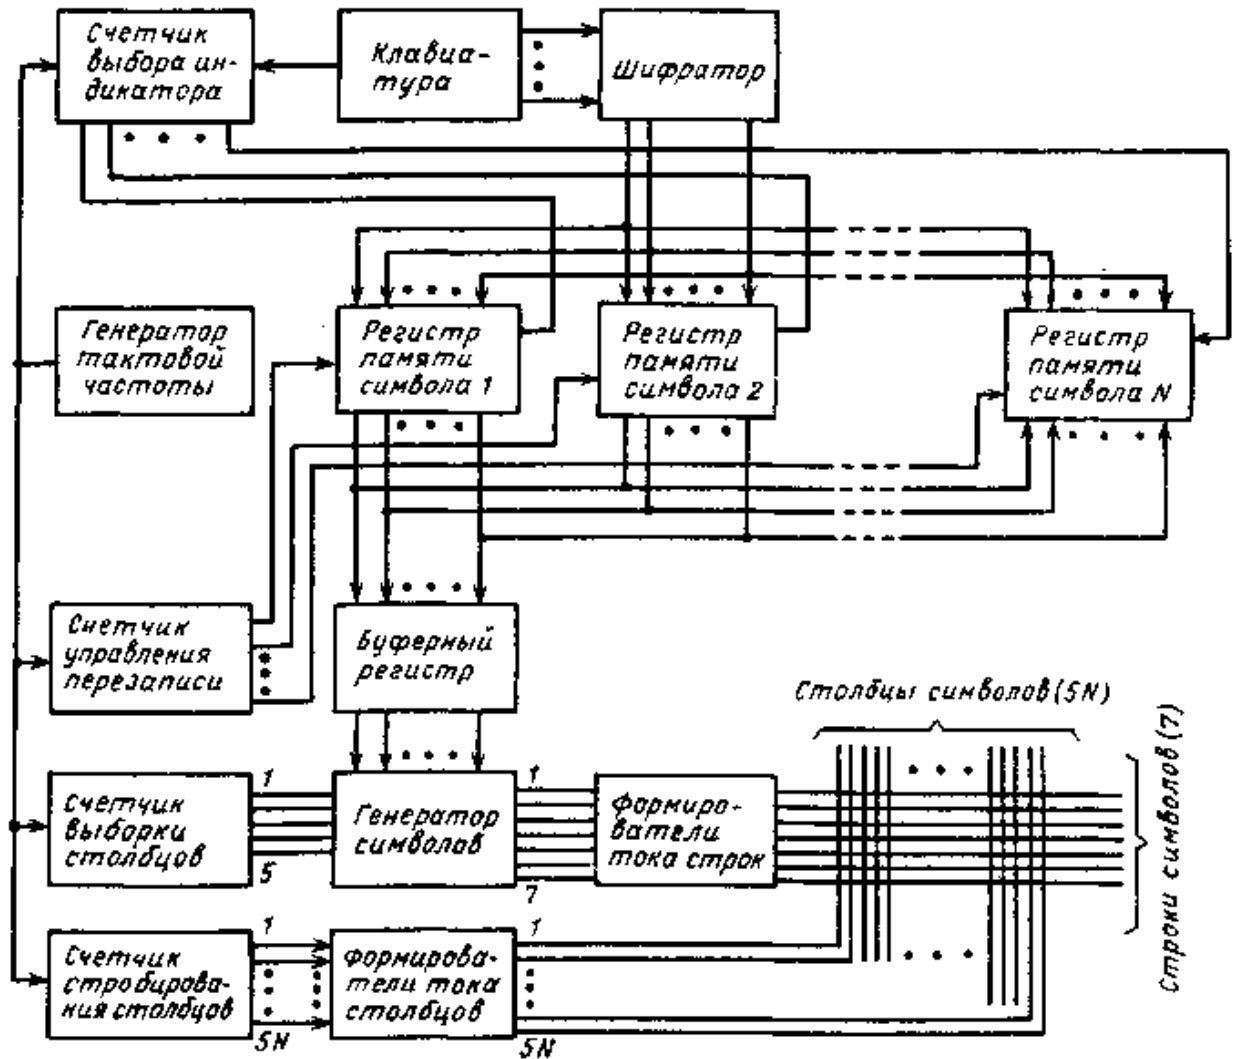 Счетчик
выбора ин-
дикатора
Клавиа-
тура
Шифратор
Генератор
тактовой
частоты
Регистр
памяти
символа 1
Регистр
памяти
символа 2
Регистр
памяти
символа N
Счетчик
управления
перезаписи
Буферный
регистр
Столбцы символов (5N)
Строки символов (7)
Счетчик
выборки
столбцов
1
5
Генератор
символов
1
7
Формиро-
ватели
тока строк
Счетчик
стробирова-
ния столбцов
1
5N
Формирова-
тели тока
столбцов
1
5N